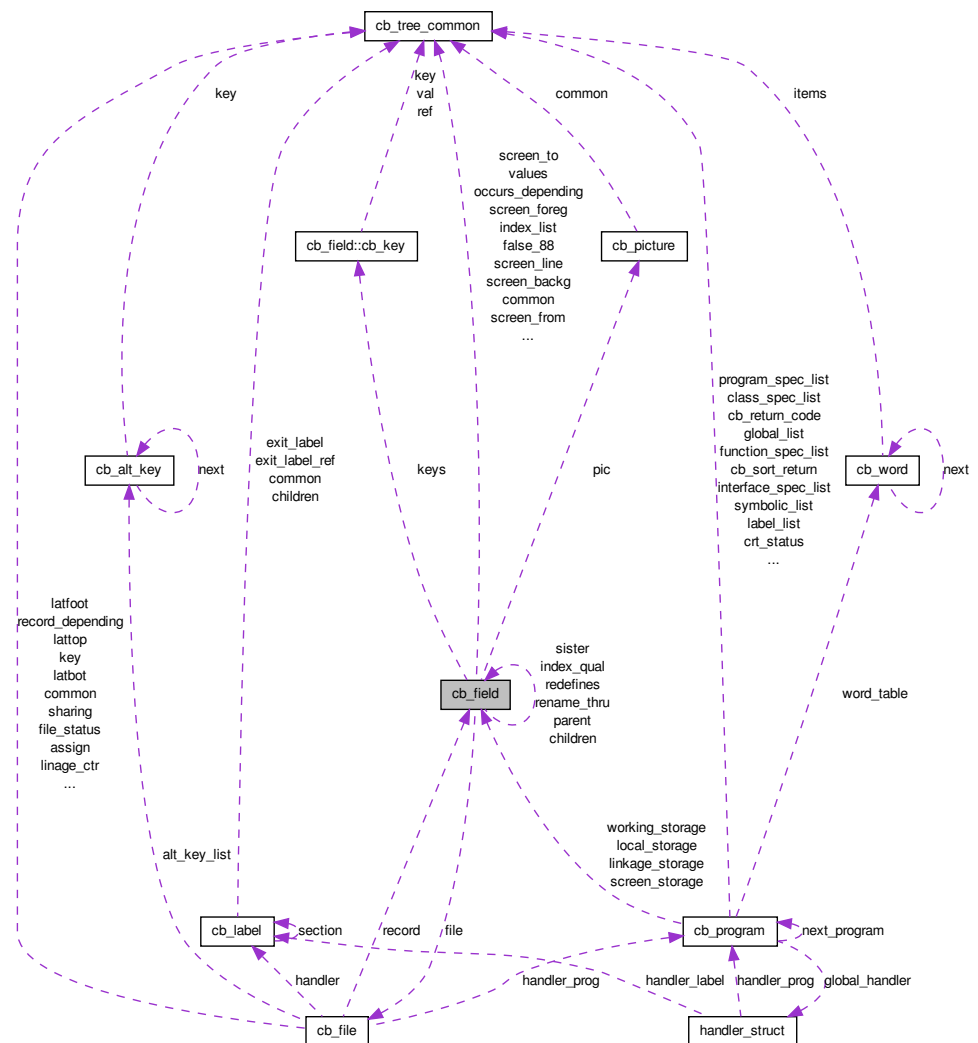 cb_tree_common
key
key
val
ref
common
items
screen_to
values
occurs_depending
screen_foreg
index_list
false_88
screen_line
screen_backg
common
screen_from
...
cb_field::cb_key
cb_picture
program_spec_list
class_spec_list
cb_return_code
global_list
function_spec_list
cb_sort_return
interface_spec_list
symbolic_list
label_list
crt_status
...
exit_label
exit_label_ref
common
children
cb_alt_key
next
keys
pic
cb_word
next
latfoot
record_depending
lattop
key
latbot
common
sharing
file_status
assign
linage_ctr
...
sister
index_qual
redefines
rename_thru
parent
children
cb_field
word_table
working_storage
local_storage
linkage_storage
screen_storage
alt_key_list
cb_label
section
record
file
cb_program
next_program
handler
handler_prog
handler_label
handler_prog
global_handler
cb_file
handler_struct